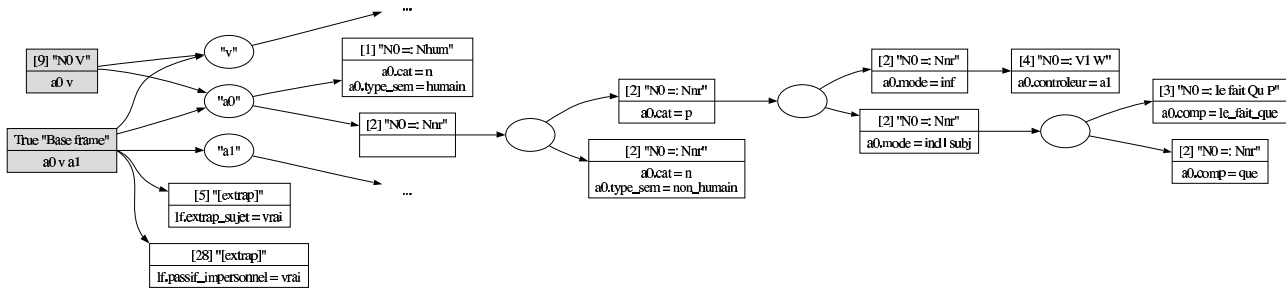 ...
[9] "N0 V"
a0 v
"v"
[1] "N0 =: Nhum"
a0.cat = n
a0.type_sem = humain
"a0"
[2] "N0 =: Nnr"
True "Base frame"
a0 v a1
"a1"
...
[5] "[extrap]"
lf.extrap_sujet = vrai
[28] "[extrap]"
lf.passif_impersonnel = vrai
[2] "N0 =: Nnr"
a0.cat = p
[2] "N0 =: Nnr"
a0.cat = n
a0.type_sem = non_humain
[2] "N0 =: Nnr"
a0.mode = inf
[2] "N0 =: Nnr"
a0.mode = ind | subj
[4] "N0 =: V1 W"
a0.controleur = a1
[3] "N0 =: le fait Qu P"
a0.comp = le_fait_que
[2] "N0 =: Nnr"
a0.comp = que